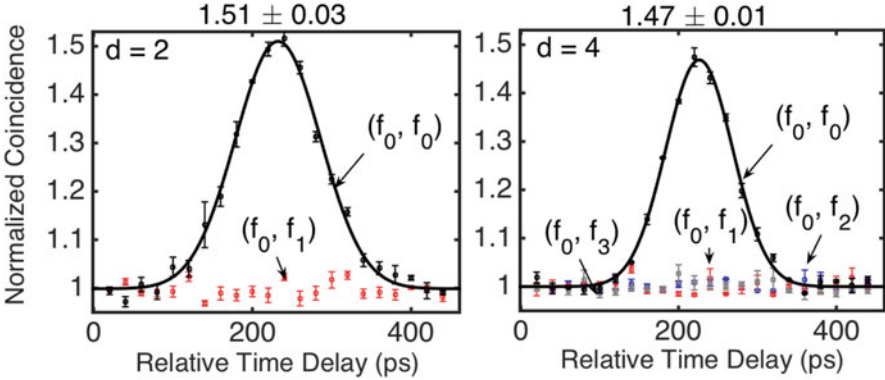 1.51 ± 0.03
1.47 ± 0.01
Normalized Coincidence
1.5
1.4
1.3
1.2
1.1
1
d = 2
(f0, f0)
(f0, f1)
0
200
400
Relative Time Delay (ps)
1.5
1.4
1.3
1.2
1.1
1
d = 4
(f0, f0)
(f0, f3)
(f0, f1)
(f0, f2)
0
200
400
Relative Time Delay (ps)